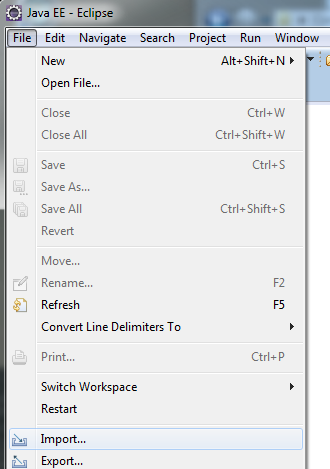 Java EE - Eclipse
File Edit Navigate Search Project Run Window
New Alt+Shift+N
Open File...
Close Ctrl+W
Close All Ctrl+Shift+W
Save Ctrl+S
Save As...
Save All Ctrl+Shift+S
Revert
Move...
Rename... F2
Refresh F5
Convert Line Delimiters To
Print... Ctrl+P
Switch Workspace
Restart
Import...
Export...